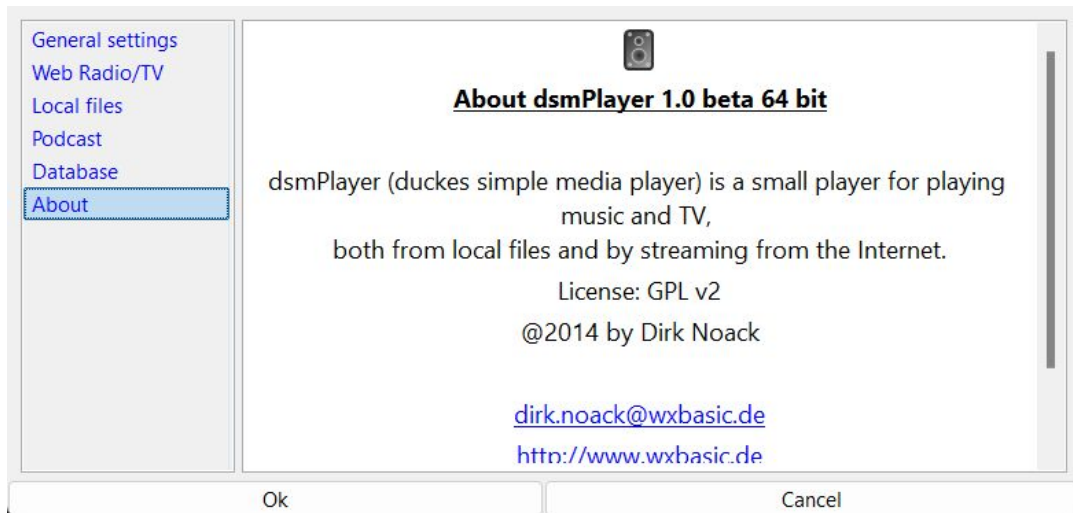 General settings
Web Radio/TV
Local files
Podcast
Database
About
About dsmPlayer 1.0 beta 64 bit
dsmPlayer (duckes simple media player) is a small player for playing
music and TV,
both from local files and by streaming from the Internet.
License: GPL v2
@2014 by Dirk Noack
dirk.noack@wxbasic.de
http://www.wxbasic.de
Ok
Cancel